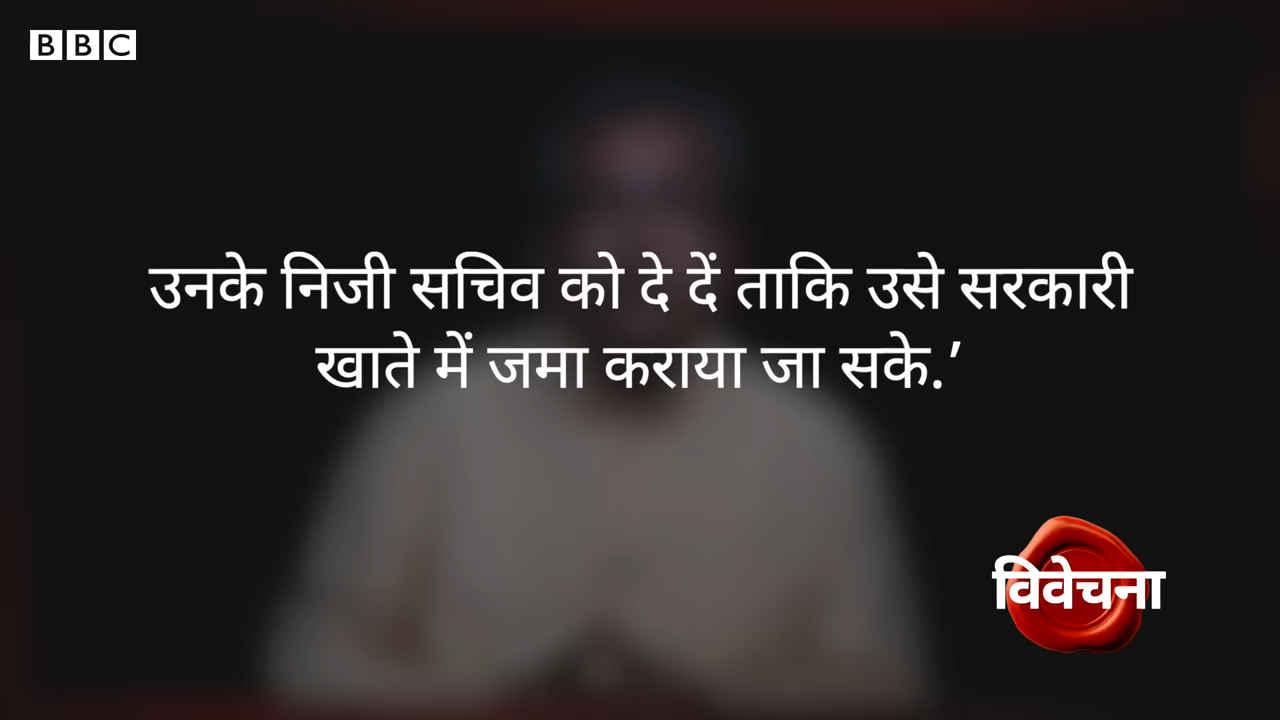 BBC
उनके निजी सचिव को दे दें ताकि उसे सरकारी
खाते में जमा कराया जा सके.’
विवेचना